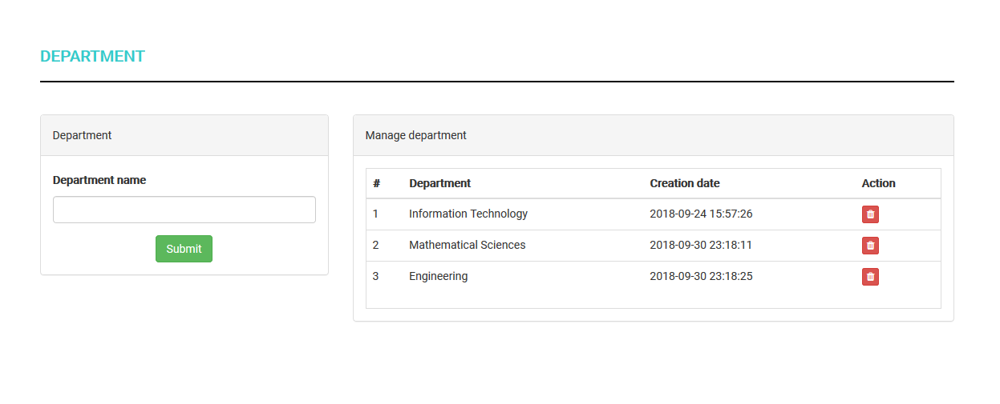 DEPARTMENT
Department
Department name
Submit
Manage department
# Department Creation date Action
1 Information Technology 2018-09-24 15:57:26
2 Mathematical Sciences 2018-09-30 23:18:11
3 Engineering 2018-09-30 23:18:25